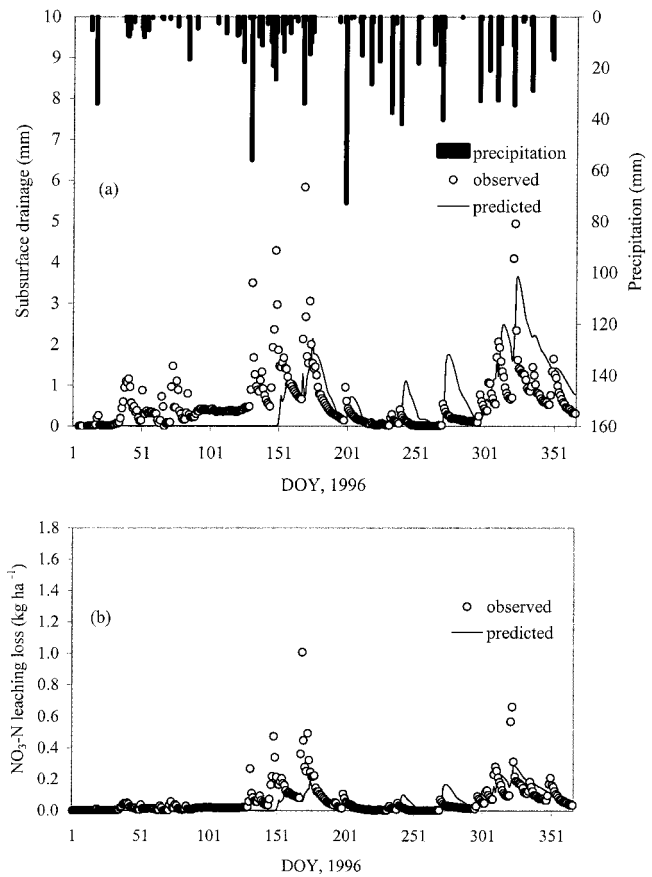 10
9
8
7
6
5
4
3
2
1
0
Subsurface drainage (mm)
(a)
precipitation
observed
predicted
0
20
40
60
80
100
120
140
160
Precipitation (mm)
1 51 101 151 201 251 301 351
DOY, 1996
1.8
1.6
1.4
1.2
1.0
0.8
0.6
0.4
0.2
0.0
NO₃-N leaching loss (kg ha⁻¹)
(b)
observed
predicted
1 51 101 151 201 251 301 351
DOY, 1996